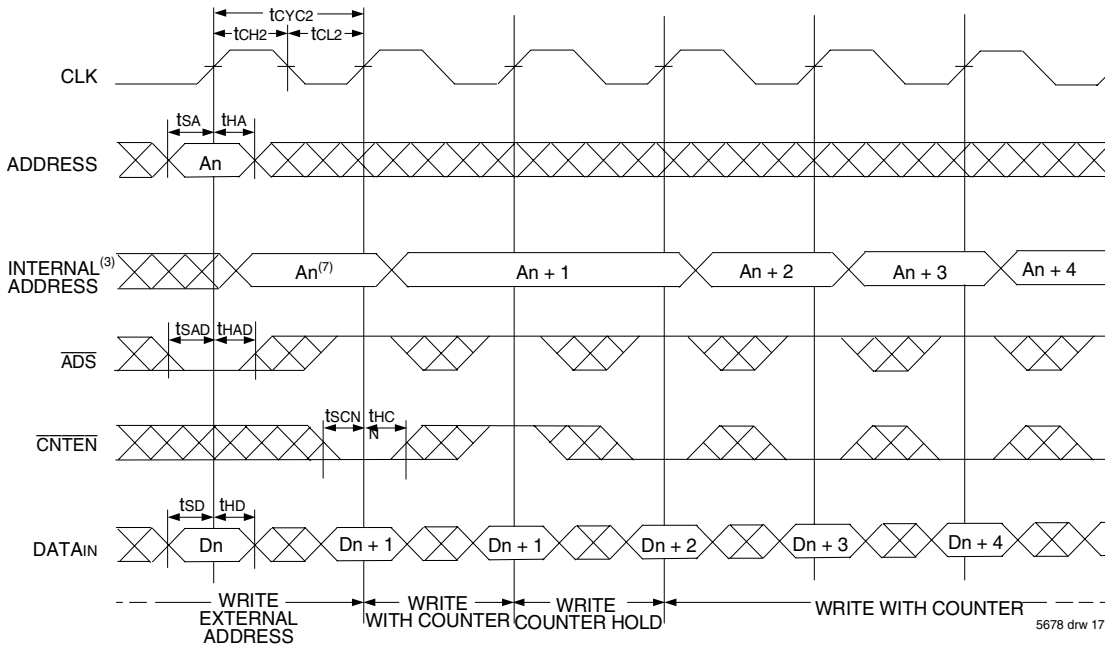 tCYC2
tCH2 tCL2
CLK
tSA tHA
ADDRESS An
INTERNAL(3)
ADDRESS
An(7) An + 1 An + 2 An + 3 An + 4
tSAD tHAD
ADS
tSCN tHC
N
CNTEN
tSD tHD
DATAIN Dn Dn + 1 Dn + 1 Dn + 2 Dn + 3 Dn + 4
WRITE
EXTERNAL
ADDRESS
WRITE
WITH COUNTER
WRITE
COUNTER HOLD
WRITE WITH COUNTER
5678 drw 17